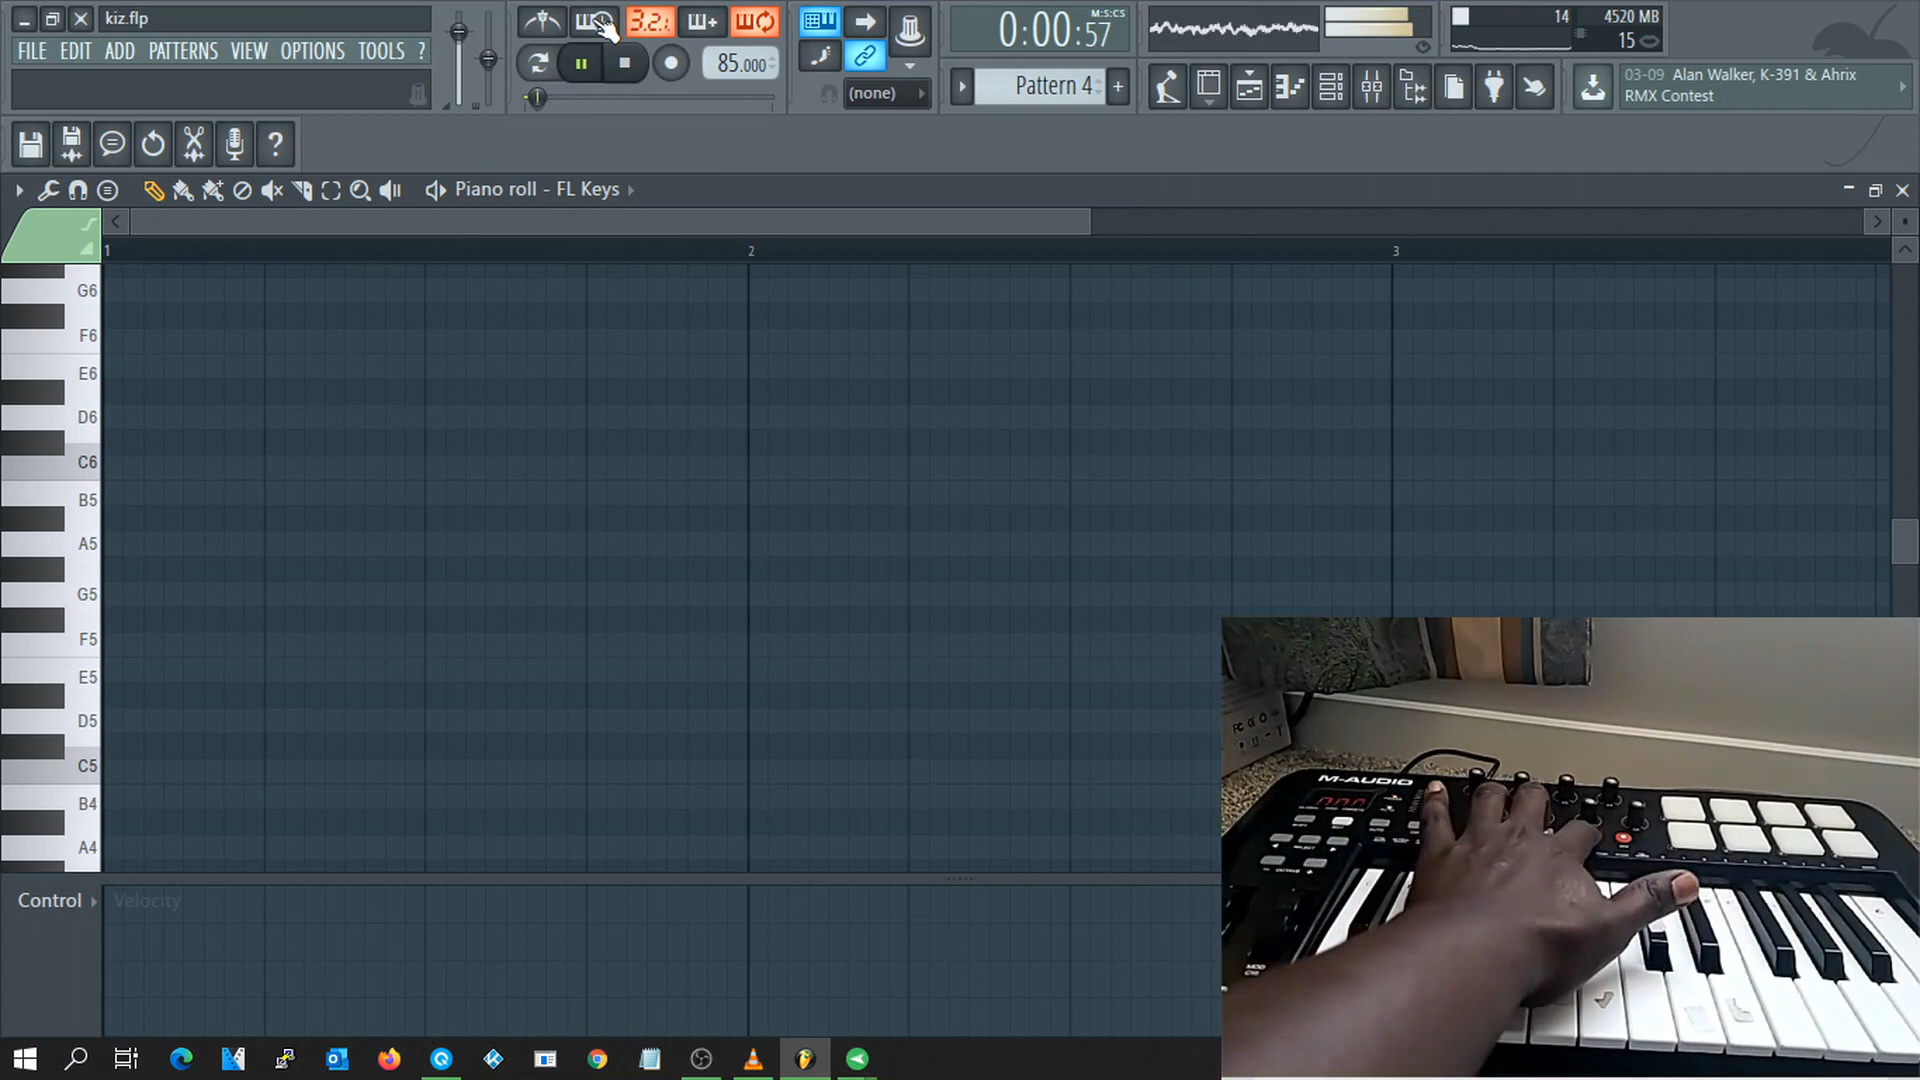 kiz.flp
FILE EDIT ADD PATTERNS VIEW OPTIONS TOOLS ?
3.2.1
85.000
(none)
0:00:57
M:S:CS
Pattern 4
+
14
4520 MB
15
03-09 Alan Walker, K-391 & Ahrix
RMX Contest
?
Piano roll - FL Keys
1 2 3
G6
F6
E6
D6
C6
B5
A5
G5
F5
E5
D5
C5
B4
A4
Control
Velocity
M-AUDIO